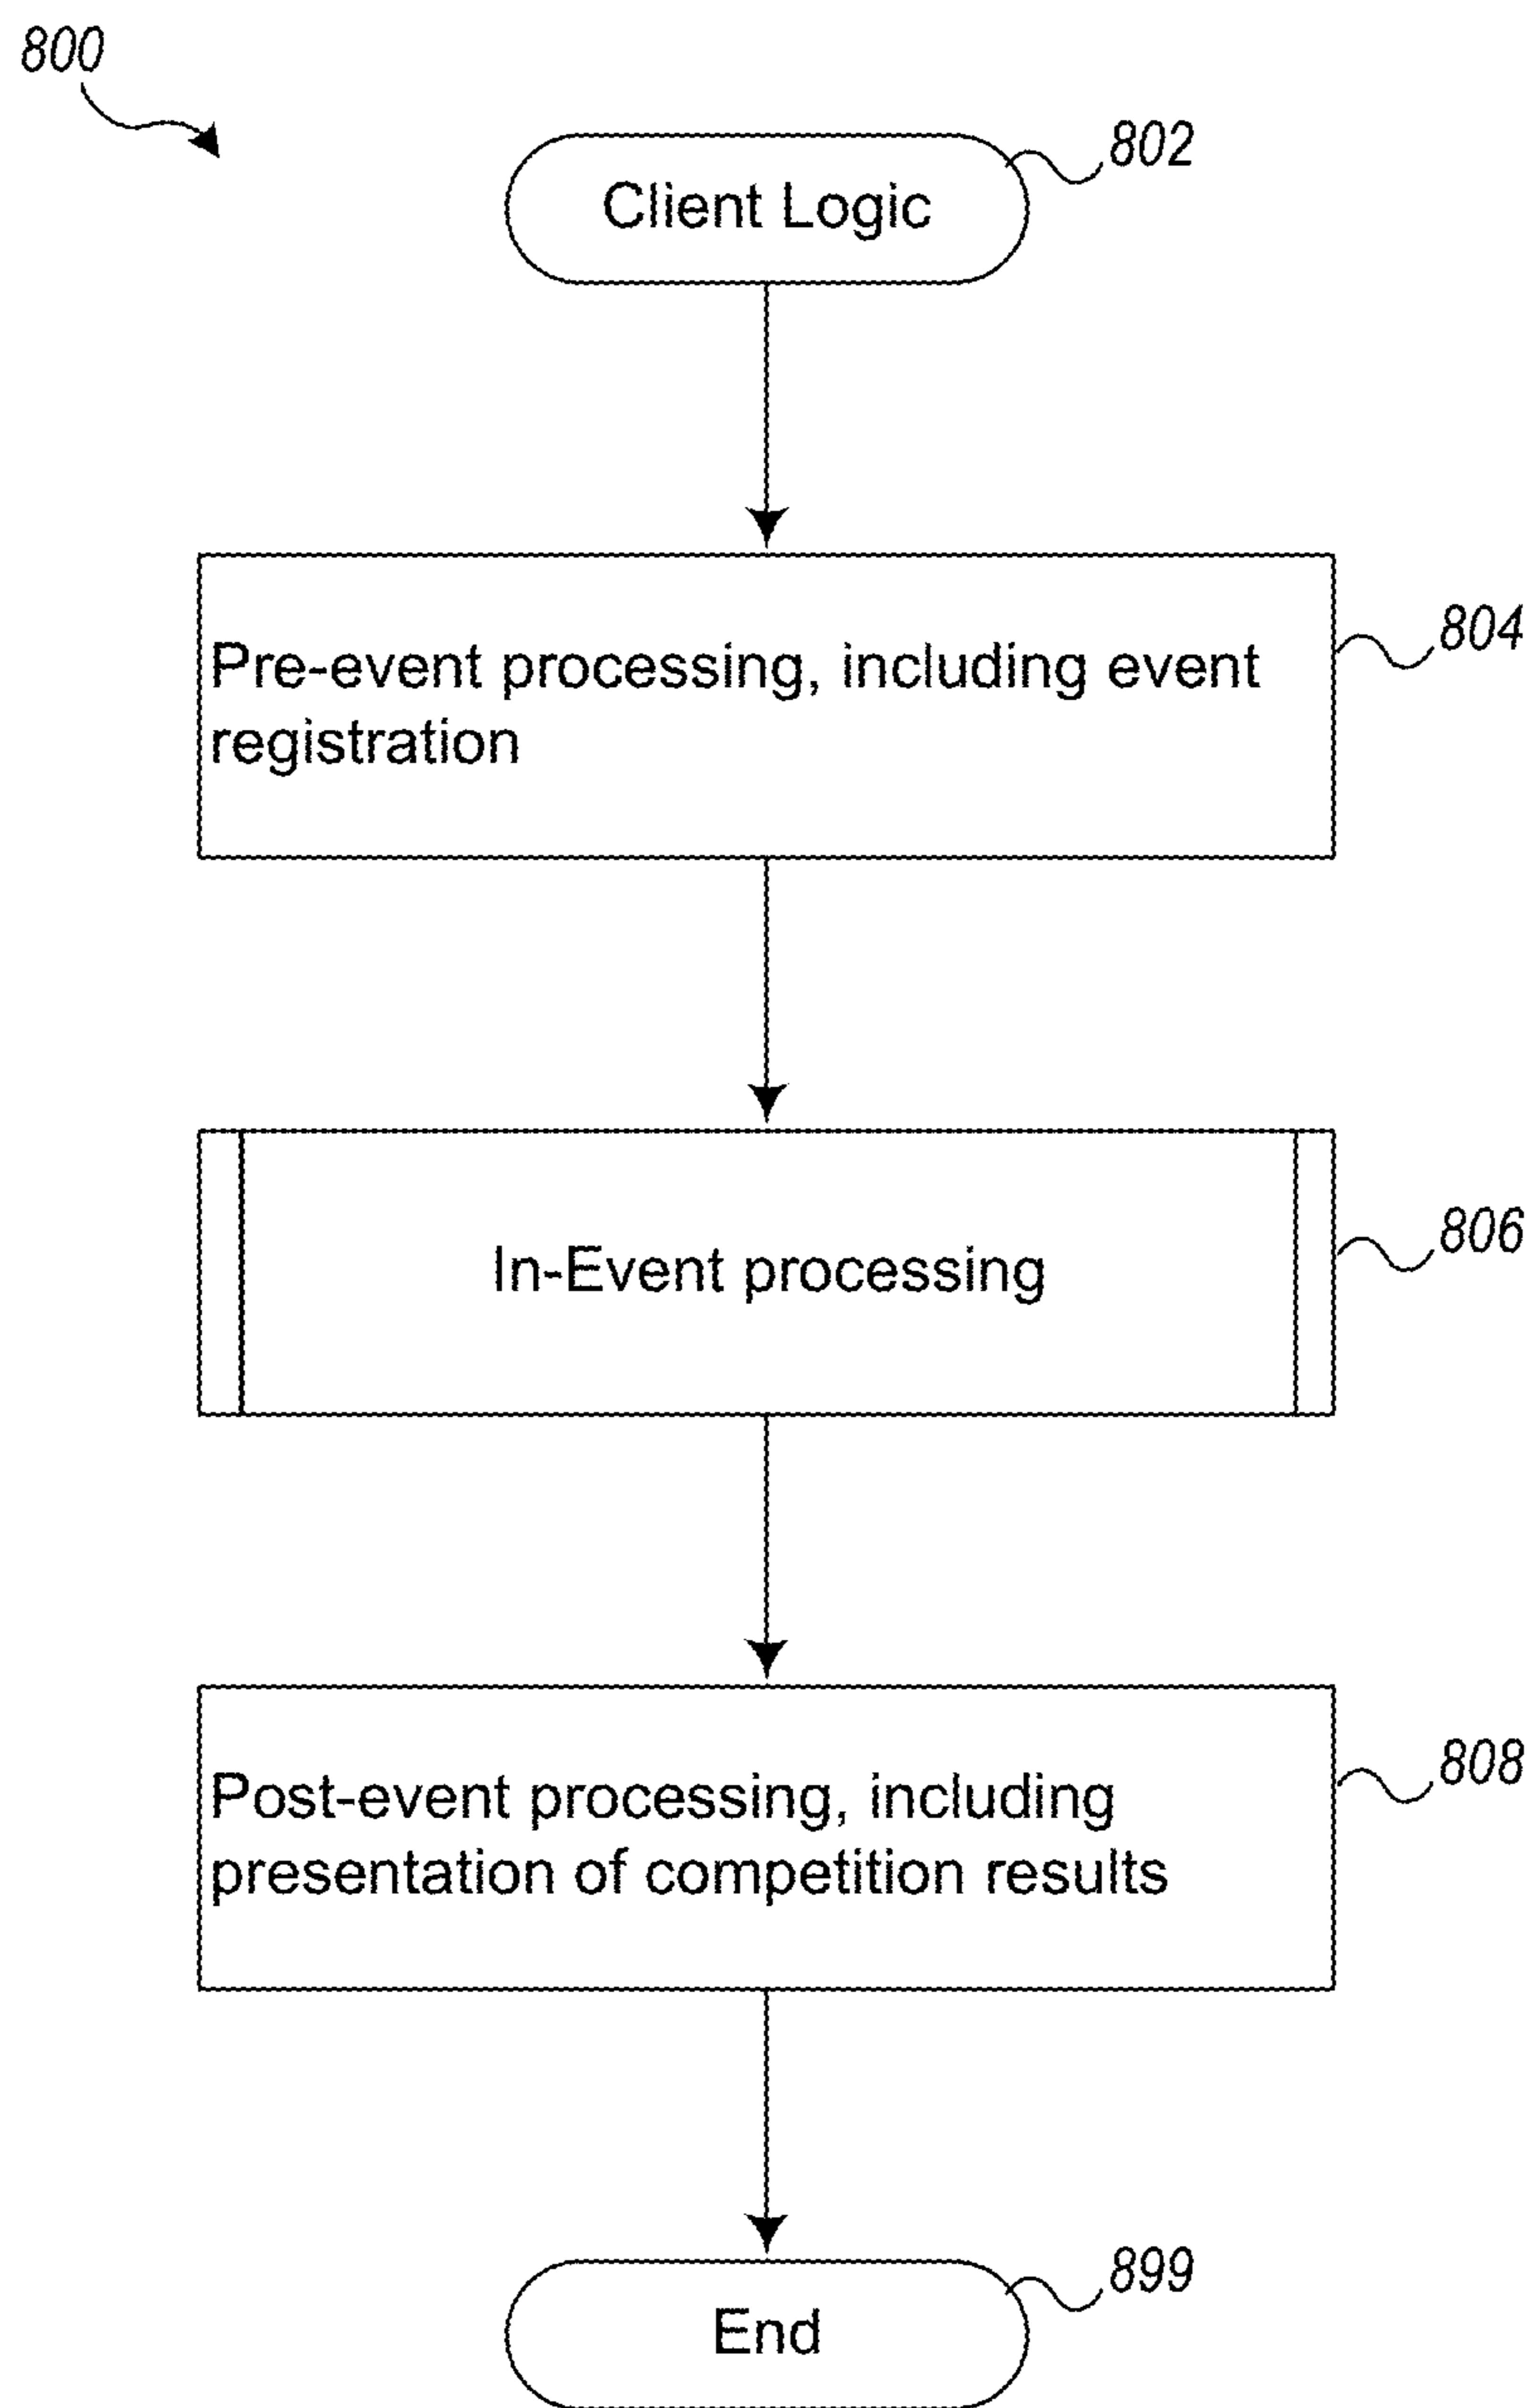 800
802
Client Logic
804
Pre-event processing, including event
registration
806
In-Event processing
808
Post-event processing, including
presentation of competition results
899
End